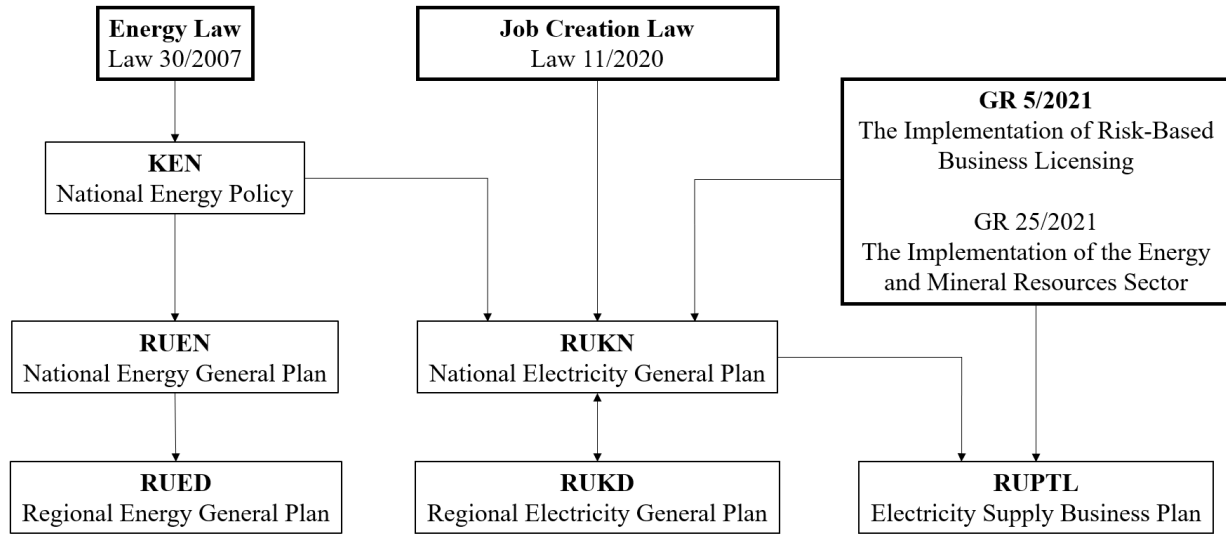 Energy Law
Law 30/2007
Job Creation Law
Law 11/2020
GR 5/2021
The Implementation of Risk-Based
Business Licensing
GR 25/2021
The Implementation of the Energy
and Mineral Resources Sector
KEN
National Energy Policy
RUEN
National Energy General Plan
RUKN
National Electricity General Plan
RUED
Regional Energy General Plan
RUKD
Regional Electricity General Plan
RUPTL
Electricity Supply Business Plan